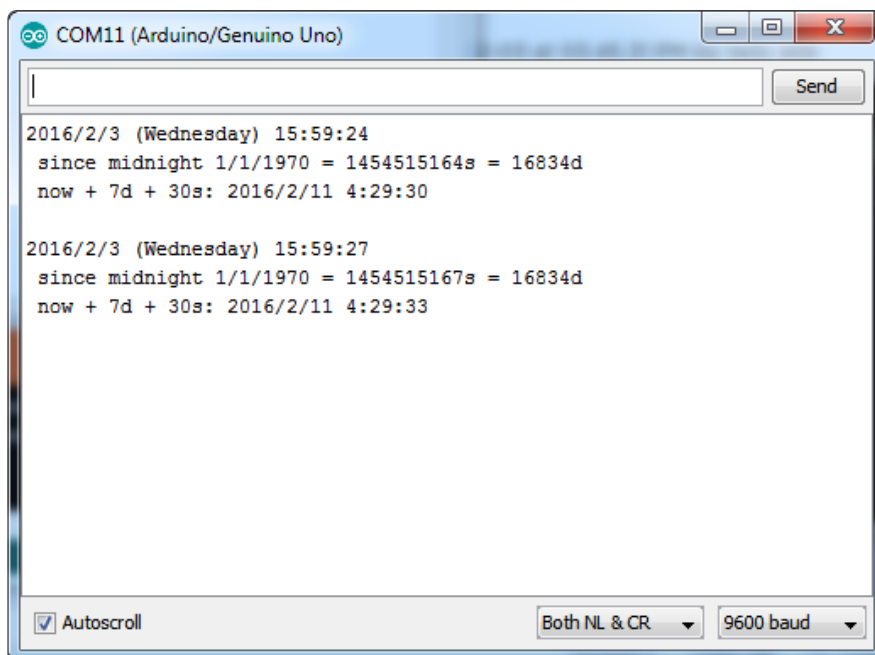 COM11 (Arduino/Genuino Uno)
Send
2016/2/3 (Wednesday) 15:59:24
since midnight 1/1/1970 = 1454515164s = 16834d
now + 7d + 30s: 2016/2/11 4:29:30
2016/2/3 (Wednesday) 15:59:27
since midnight 1/1/1970 = 1454515167s = 16834d
now + 7d + 30s: 2016/2/11 4:29:33
Autoscroll Both NL & CR 9600 baud